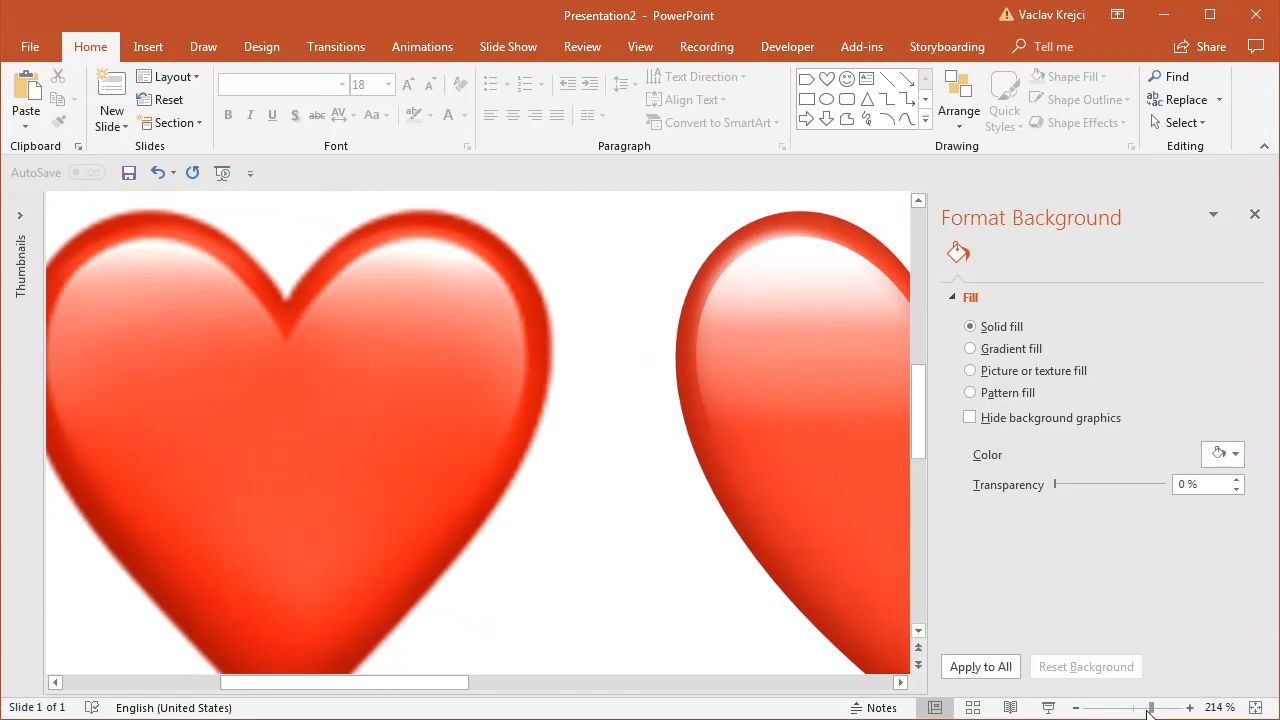 Presentation2 - PowerPoint
Vaclav Krejci
File Home Insert Draw Design Transitions Animations Slide Show Review View Recording Developer Add-ins Storyboarding Tell me Share
Paste
Clipboard
New Slide
Layout
Reset
Section
Slides
18
B I U S abc AV Aa A
Font
Text Direction
Align Text
Convert to SmartArt
Paragraph
Arrange
Quick Styles
Shape Fill
Shape Outline
Shape Effects
Drawing
Find
Replace
Select
Editing
AutoSave Off
Thumbnails
Format Background
Fill
Solid fill
Gradient fill
Picture or texture fill
Pattern fill
Hide background graphics
Color
Transparency 0 %
Apply to All Reset Background
Slide 1 of 1 English (United States) Notes 214 %